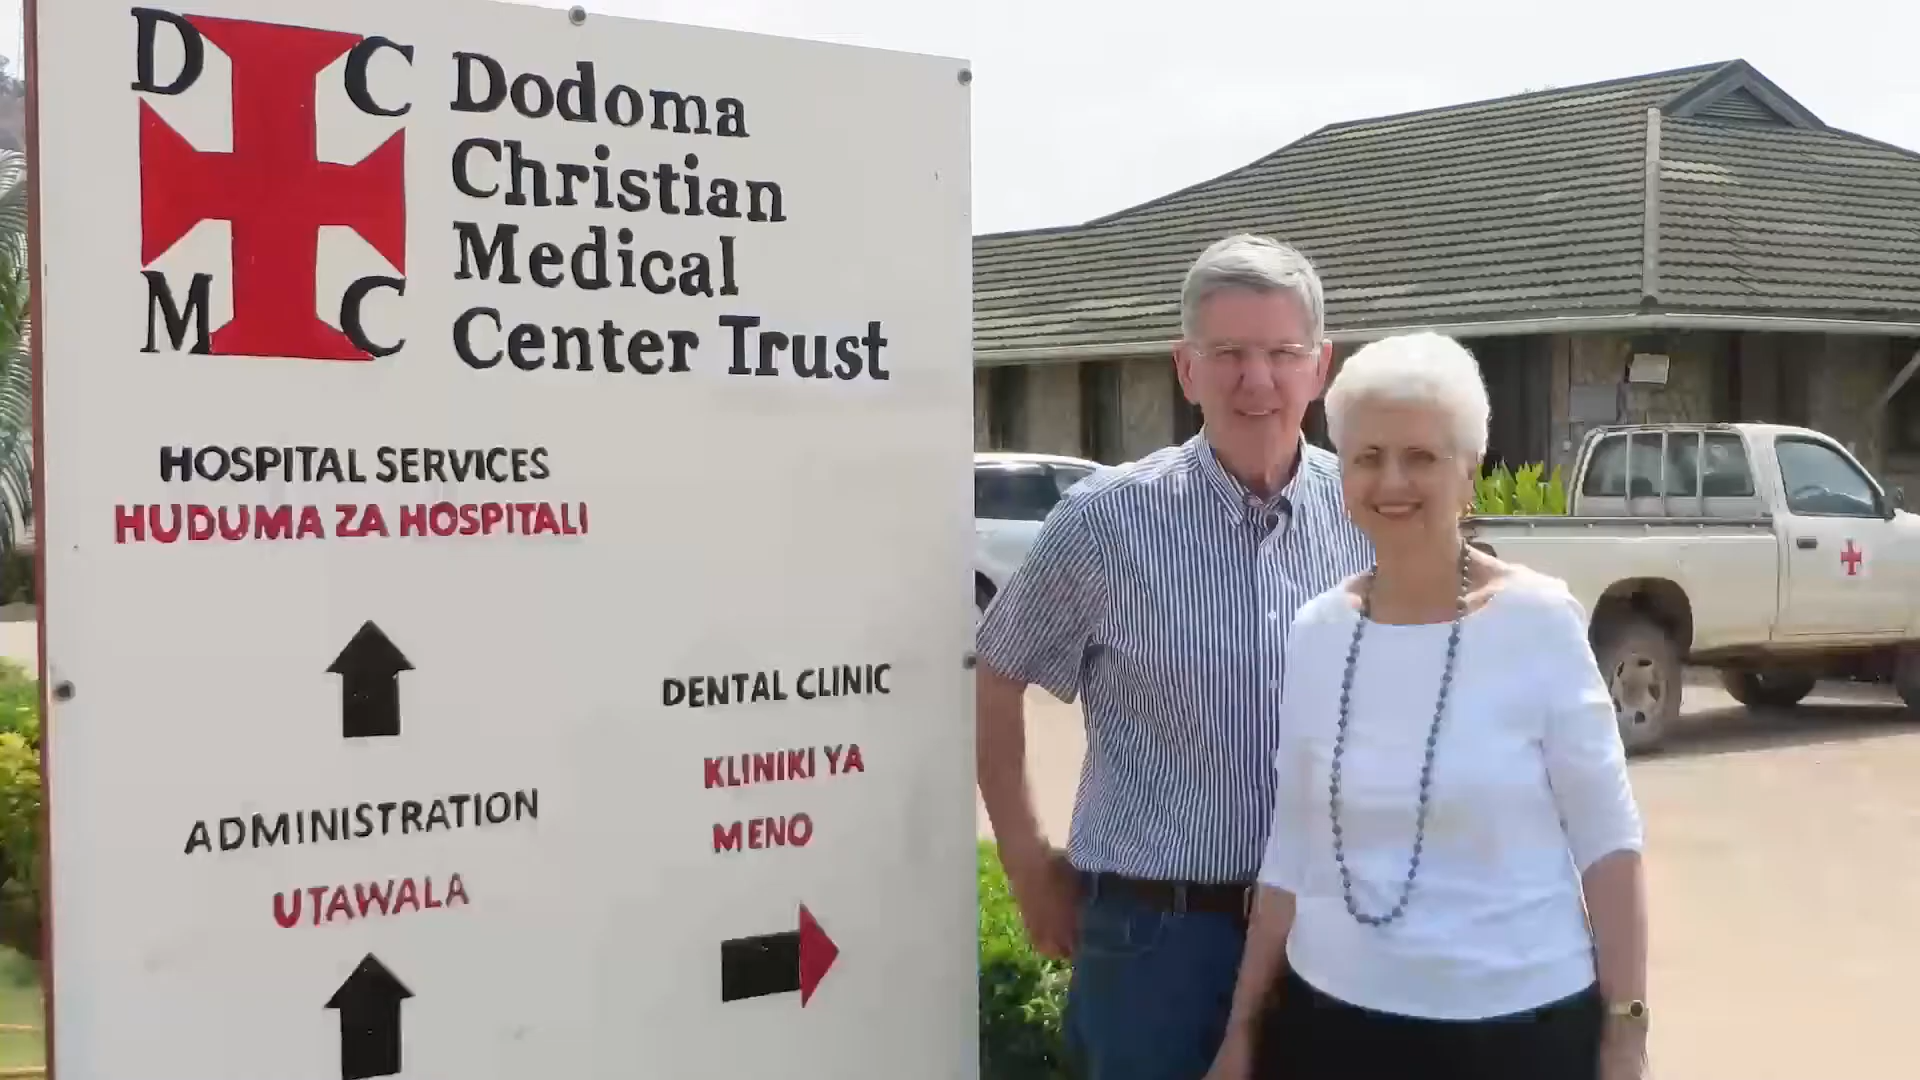 D C
M C
Dodoma
Christian
Medical
Center Trust
HOSPITAL SERVICES
HUDUMA ZA HOSPITALI
ADMINISTRATION
UTAWALA
DENTAL CLINIC
KLINIKI YA
MENO